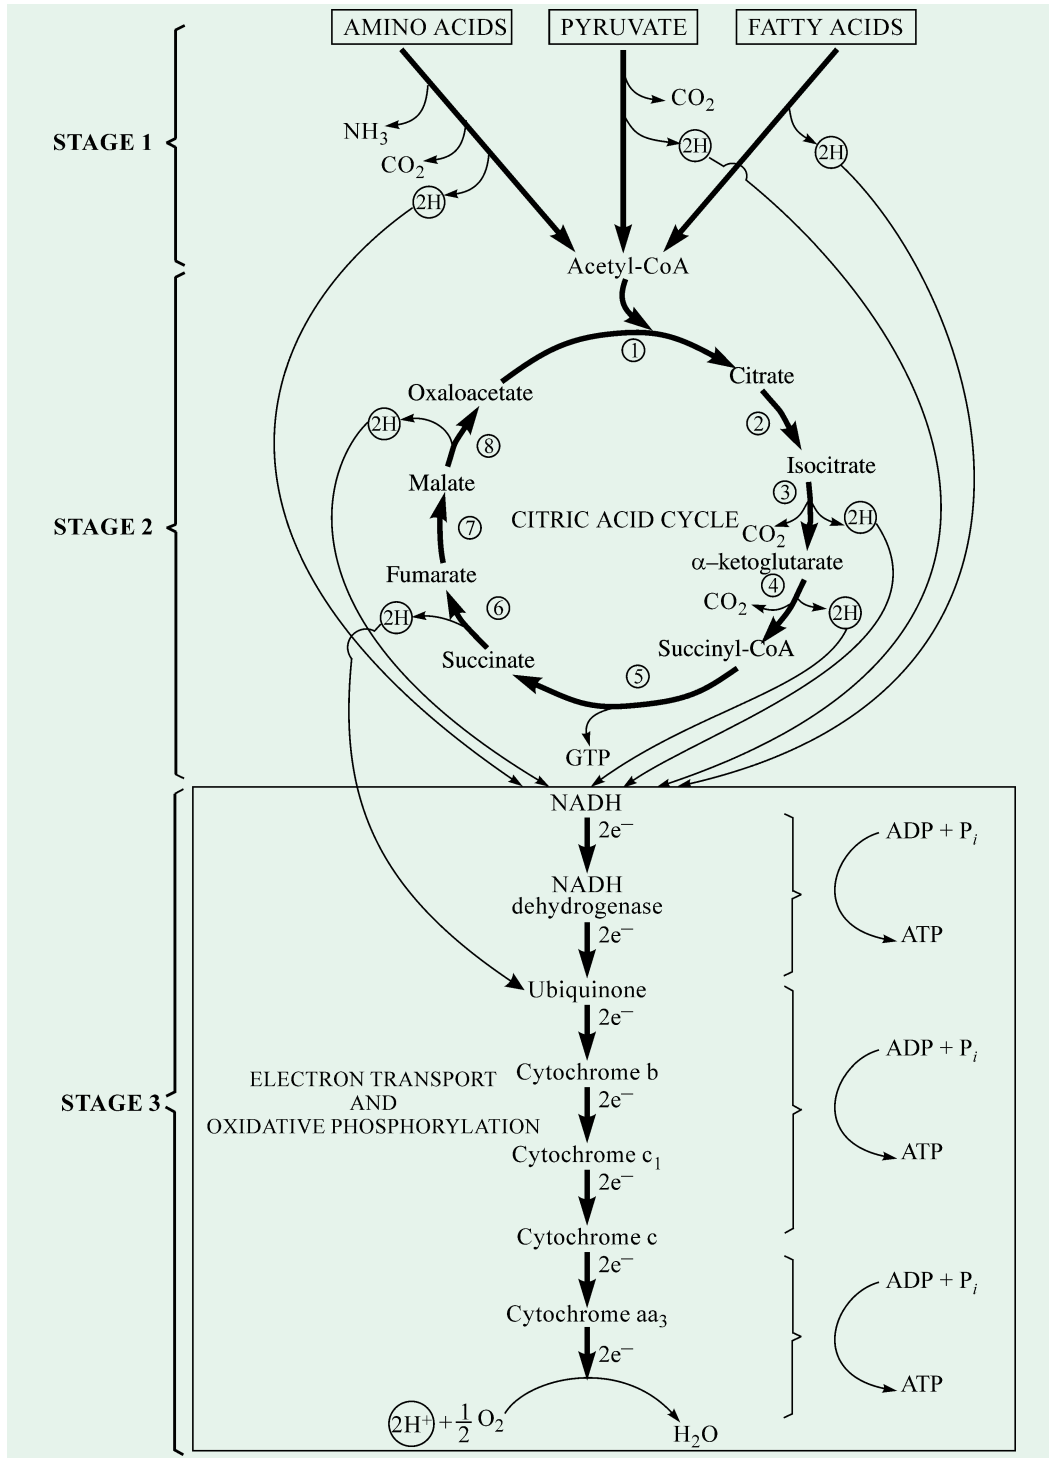 AMINO ACIDS
PYRUVATE
FATTY ACIDS
STAGE 1
NH3
CO2
2H
CO2
2H
2H
Acetyl-CoA
STAGE 2
CITRIC ACID CYCLE
1
Citrate
2
Isocitrate
3
CO2
2H
α–ketoglutarate
4
CO2
2H
Succinyl-CoA
5
GTP
Succinate
6
2H
Fumarate
7
Malate
8
2H
Oxaloacetate
STAGE 3
ELECTRON TRANSPORT
AND
OXIDATIVE PHOSPHORYLATION
NADH
2e–
NADH
dehydrogenase
2e–
Ubiquinone
2e–
Cytochrome b
2e–
Cytochrome c1
2e–
Cytochrome c
2e–
Cytochrome aa3
2e–
2H+ + 1/2 O2
H2O
ADP + Pi
ATP
ADP + Pi
ATP
ADP + Pi
ATP